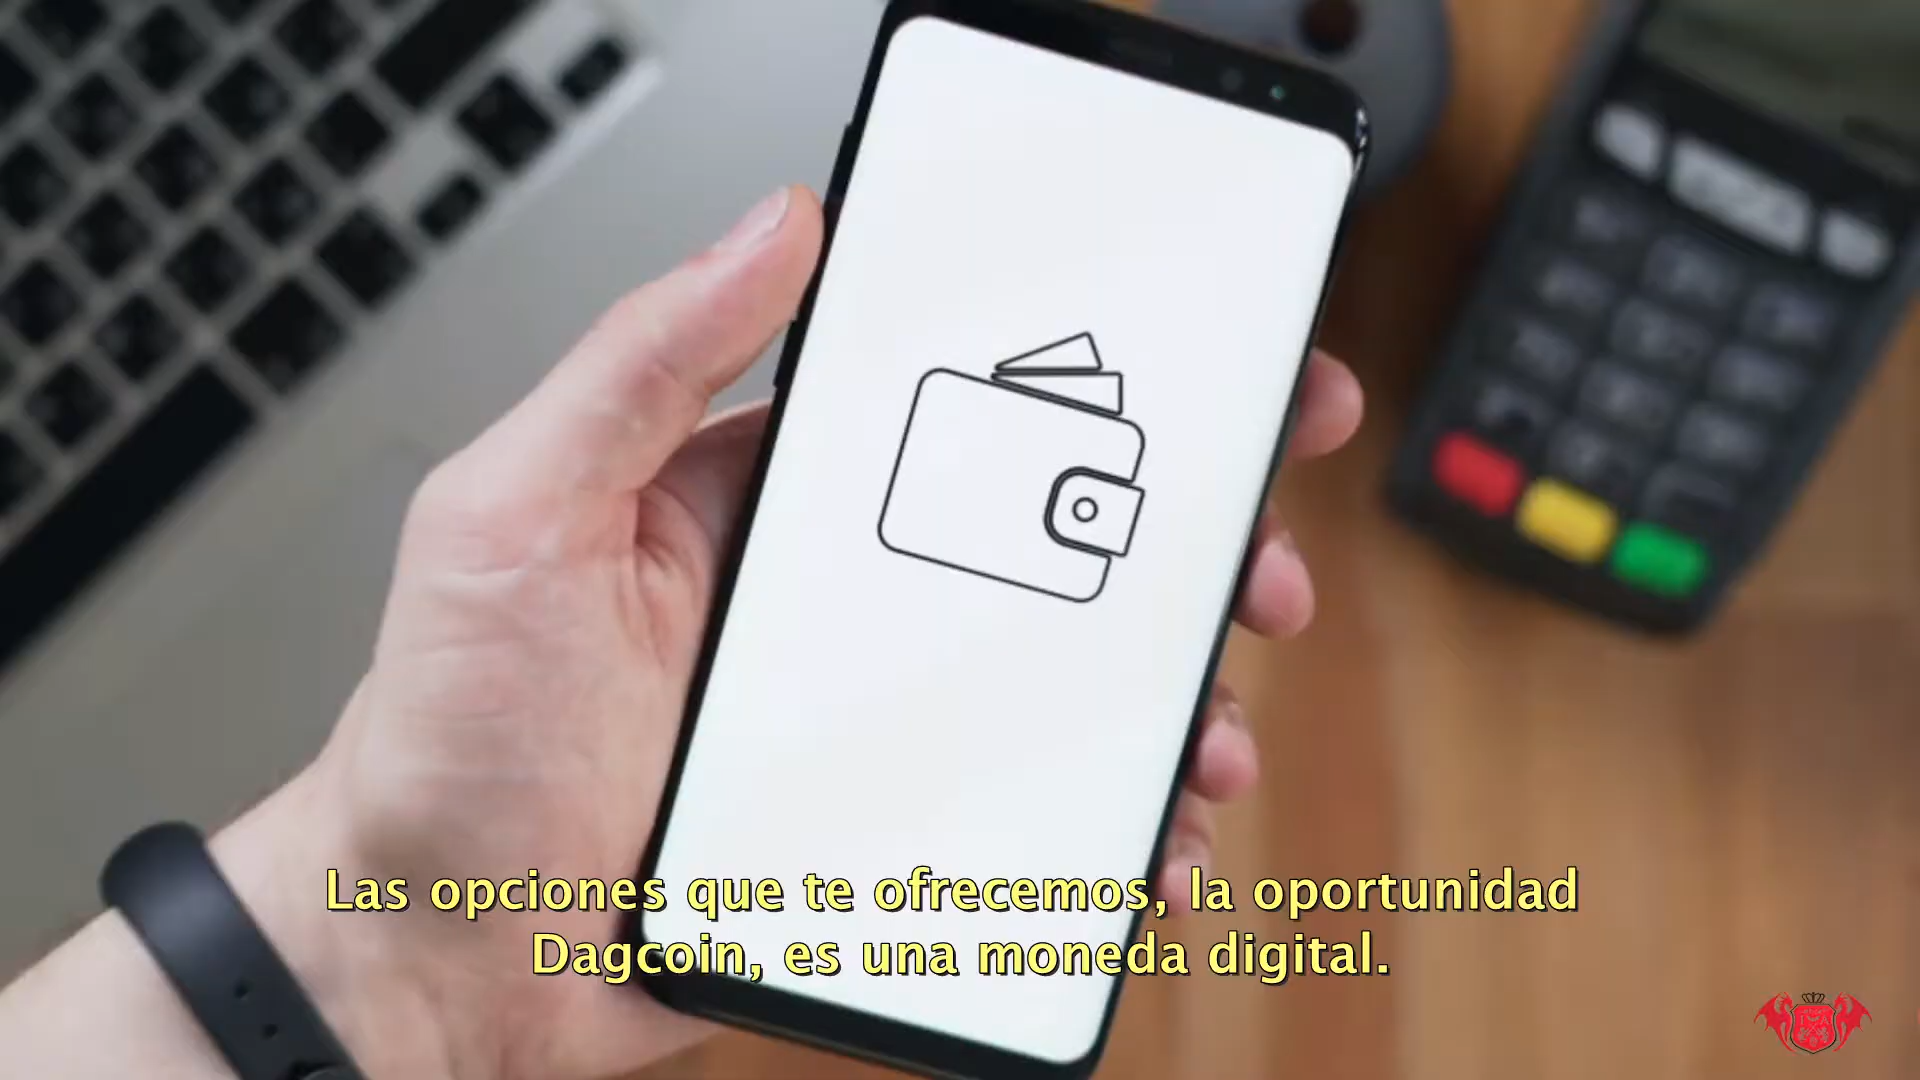 Las opciones que te ofrecemos, la oportunidad
Dagcoin, es una moneda digital.